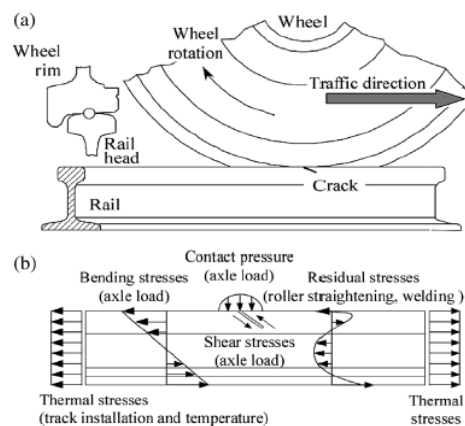 (a)
Wheel
Wheel
rotation
Wheel
rim
Traffic direction
Rail
head
Crack
Rail
(b)
Contact pressure
(axle load)
Bending stresses
(axle load)
Residual stresses
(roller straightening, welding )
Shear stresses
(axle load)
Thermal stresses
(track installation and temperature)
Thermal
stresses